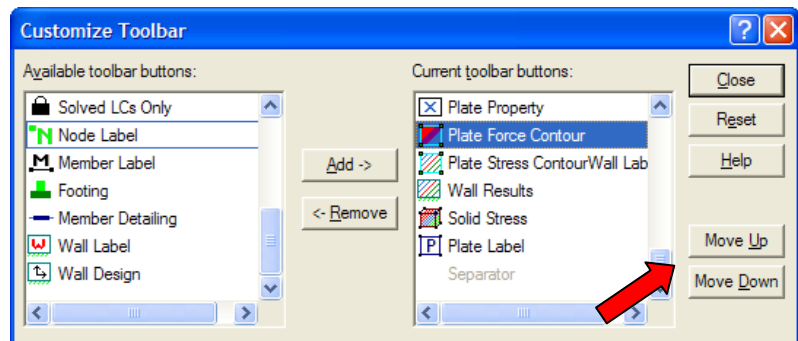 Customize Toolbar
Available toolbar buttons:
Solved LCs Only
N Node Label
M Member Label
Footing
Member Detailing
W Wall Label
Wall Design
Add ->
<- Remove
Current toolbar buttons:
Plate Property
Plate Force Contour
Plate Stress ContourWall Lab
Wall Results
Solid Stress
P Plate Label
Separator
Close
Reset
Help
Move Up
Move Down